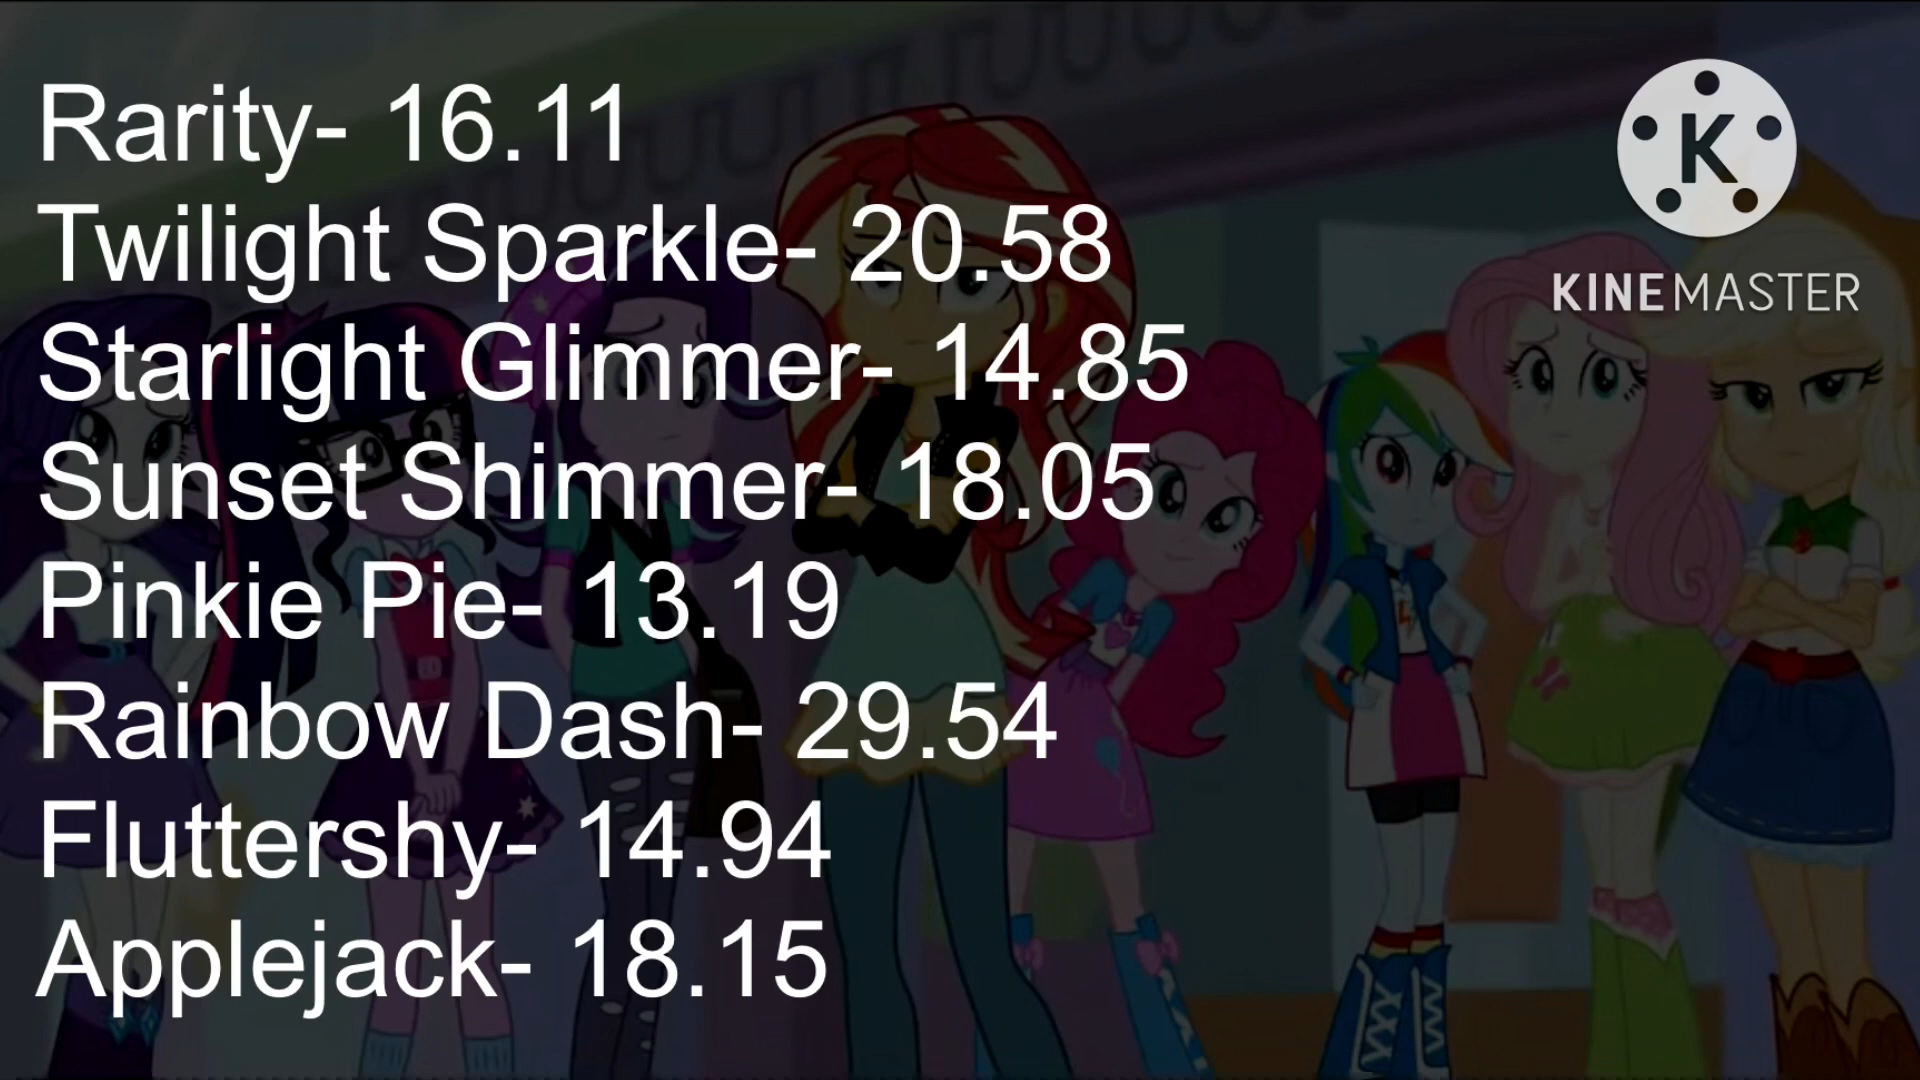 Rarity- 16.11
Twilight Sparkle- 20.58
Starlight Glimmer- 14.85
Sunset Shimmer- 18.05
Pinkie Pie- 13.19
Rainbow Dash- 29.54
Fluttershy- 14.94
Applejack- 18.15
K
KINEMASTER